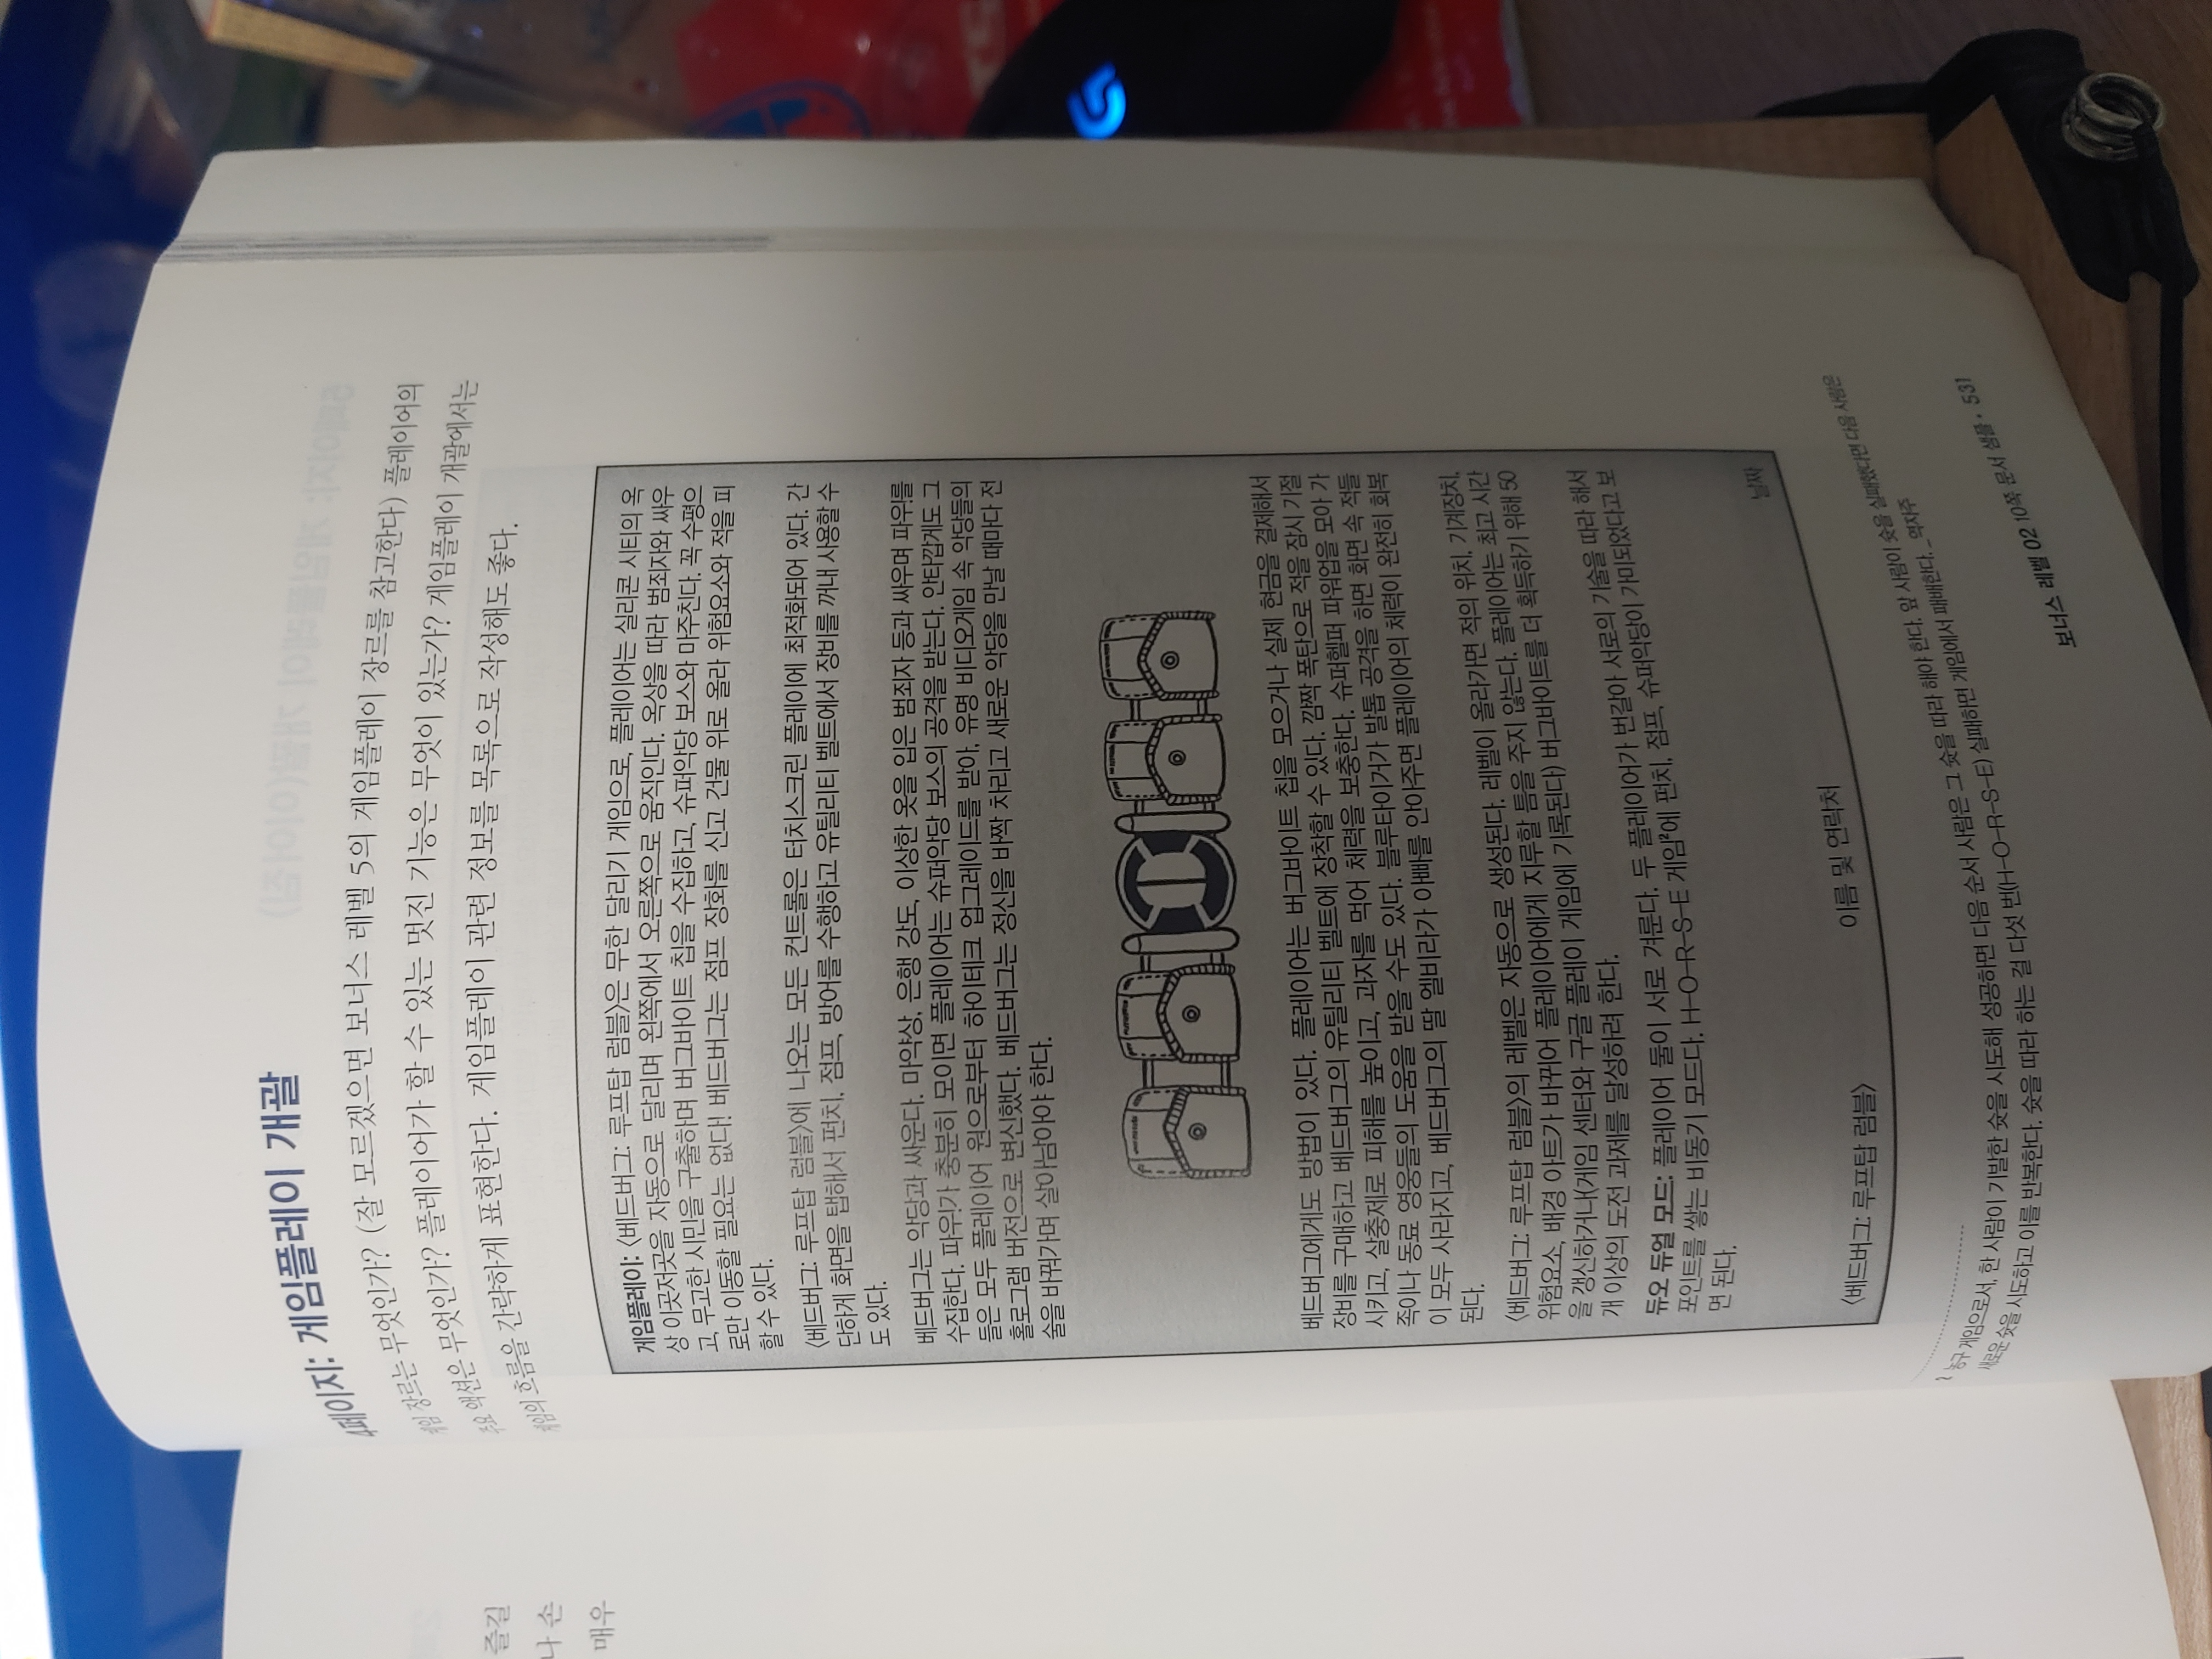 4페이지: 게임플레이 개괄
게임 장르는 무엇인가? (잘 모르겠으면 보너스 레벨 5의 게임플레이 장르를 참고한다) 플레이어의
주요 액션은 무엇인가? 플레이어가 할 수 있는 멋진 기능은 무엇이 있는가? 게임플레이 개괄에서는
게임의 흐름을 간략하게 표현한다. 게임플레이 관련 정보를 목록으로 작성해도 좋다.
게임플레이: 〈베드버그: 루프탑 럼블〉은 무한 달리기 게임으로, 플레이어는 실리콘 시티의 옥
상 이곳저곳을 자동으로 달리며 왼쪽에서 오른쪽으로 움직인다. 옥상을 따라 범죄자와 싸우
고, 무고한 시민을 구출하며 버그바이트 칩을 수집하고, 슈퍼악당 보스와 마주친다. 꼭 수평으
로만 이동할 필요는 없다! 베드버그는 점프 장화를 신고 건물 위로 올라 위험요소와 적을 피
할 수 있다.
〈베드버그: 루프탑 럼블〉에 나오는 모든 컨트롤은 터치스크린 플레이에 최적화되어 있다. 간
단하게 화면을 탭해서 펀치, 점프, 방어를 수행하고 유틸리티 벨트에서 장비를 꺼내 사용할 수
도 있다.
베드버그는 악당과 싸운다. 마약상, 은행 강도, 이상한 옷을 입은 범죄자 등과 싸우며 파워!를
수집한다. 파워!가 충분히 모이면 플레이어는 슈퍼악당 보스의 공격을 받는다. 안타깝게도 그
들은 모두 플레이어 원으로부터 하이테크 업그레이드를 받아, 유명 비디오게임 속 악당들의
홀로그램 버전으로 변신했다. 베드버그는 정신을 바짝 차리고 새로운 악당을 만날 때마다 전
술을 바꿔가며 살아남아야 한다.
베드버그에게도 방법이 있다. 플레이어는 버그바이트 칩을 모으거나 실제 현금을 결제해서
장비를 구매하고 베드버그의 유틸리티 벨트에 장착할 수 있다. 깜짝 폭탄으로 적을 잠시 기절
시키고, 살충제로 피해를 높이고, 과자를 먹어 체력을 보충한다. 슈퍼헬퍼 파워업을 모아 가
족이나 동료 영웅들의 도움을 받을 수도 있다. 블루타이거가 발톱 공격을 하면 화면 속 적들
이 모두 사라지고, 베드버그의 딸 엘비라가 아빠를 안아주면 플레이어의 체력이 완전히 회복
된다.
〈베드버그: 루프탑 럼블〉의 레벨은 자동으로 생성된다. 레벨이 올라가면 적의 위치, 기계장치,
위험요소, 배경 아트가 바뀌어 플레이어에게 지루할 틈을 주지 않는다. 플레이어는 최고 시간
을 갱신하거나(게임 센터와 구글 플레이 게임에 기록된다) 버그바이트를 더 획득하기 위해 50
개 이상의 도전 과제를 달성하려 한다.
듀오 듀얼 모드: 플레이어 둘이 서로 겨룬다. 두 플레이어가 번갈아 서로의 기술을 따라 해서
포인트를 쌓는 비동기 모드다. H-O-R-S-E 게임²에 펀치, 점프, 슈퍼악당이 가미되었다고 보
면 된다.
날짜
〈베드버그: 루프탑 럼블〉 이름 및 연락처
2 농구 게임으로서, 한 사람이 기발한 슛을 시도해 성공하면 다음 순서 사람은 그 슛을 따라 해야 한다. 앞 사람이 슛을 실패했다면 다음 사람은
새로운 슛을 시도하고 이를 반복한다. 슛을 따라 하는 걸 다섯 번(H-O-R-S-E) 실패하면 게임에서 패배한다. _역자주
보너스 레벨 02 10쪽 문서 샘플 • 531
즐길
나 손
매우